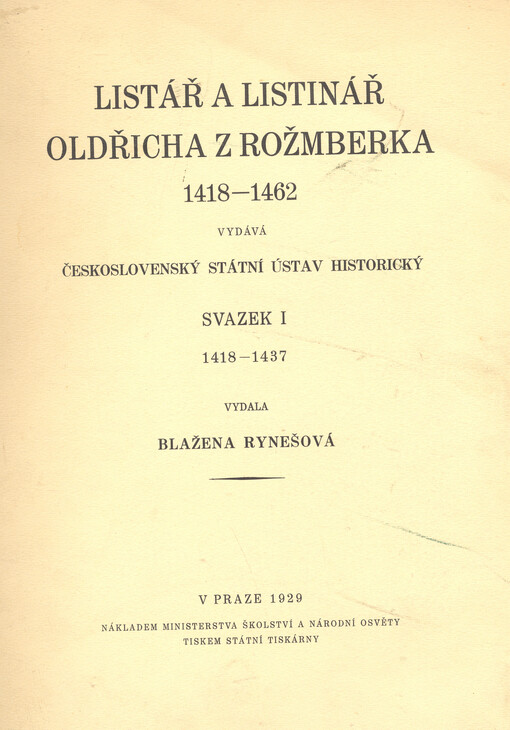 LISTÁŘ A LISTINÁŘ
OLDŘICHA Z ROŽMBERKA
1418—1462
VYDÁVÁ
ČESKOSLOVENSKÝ STÁTNÍ ÚSTAV HISTORICKÝ
SVAZEK I
1418—1437
VYDALA
BLAŽENA RYNEŠOVÁ
V PRAZE 1929
NÁKLADEM MINISTERSTVA ŠKOLSTVÍ A NÁRODNÍ OSVĚTY
TISKEM STÁTNÍ TISKÁRNY